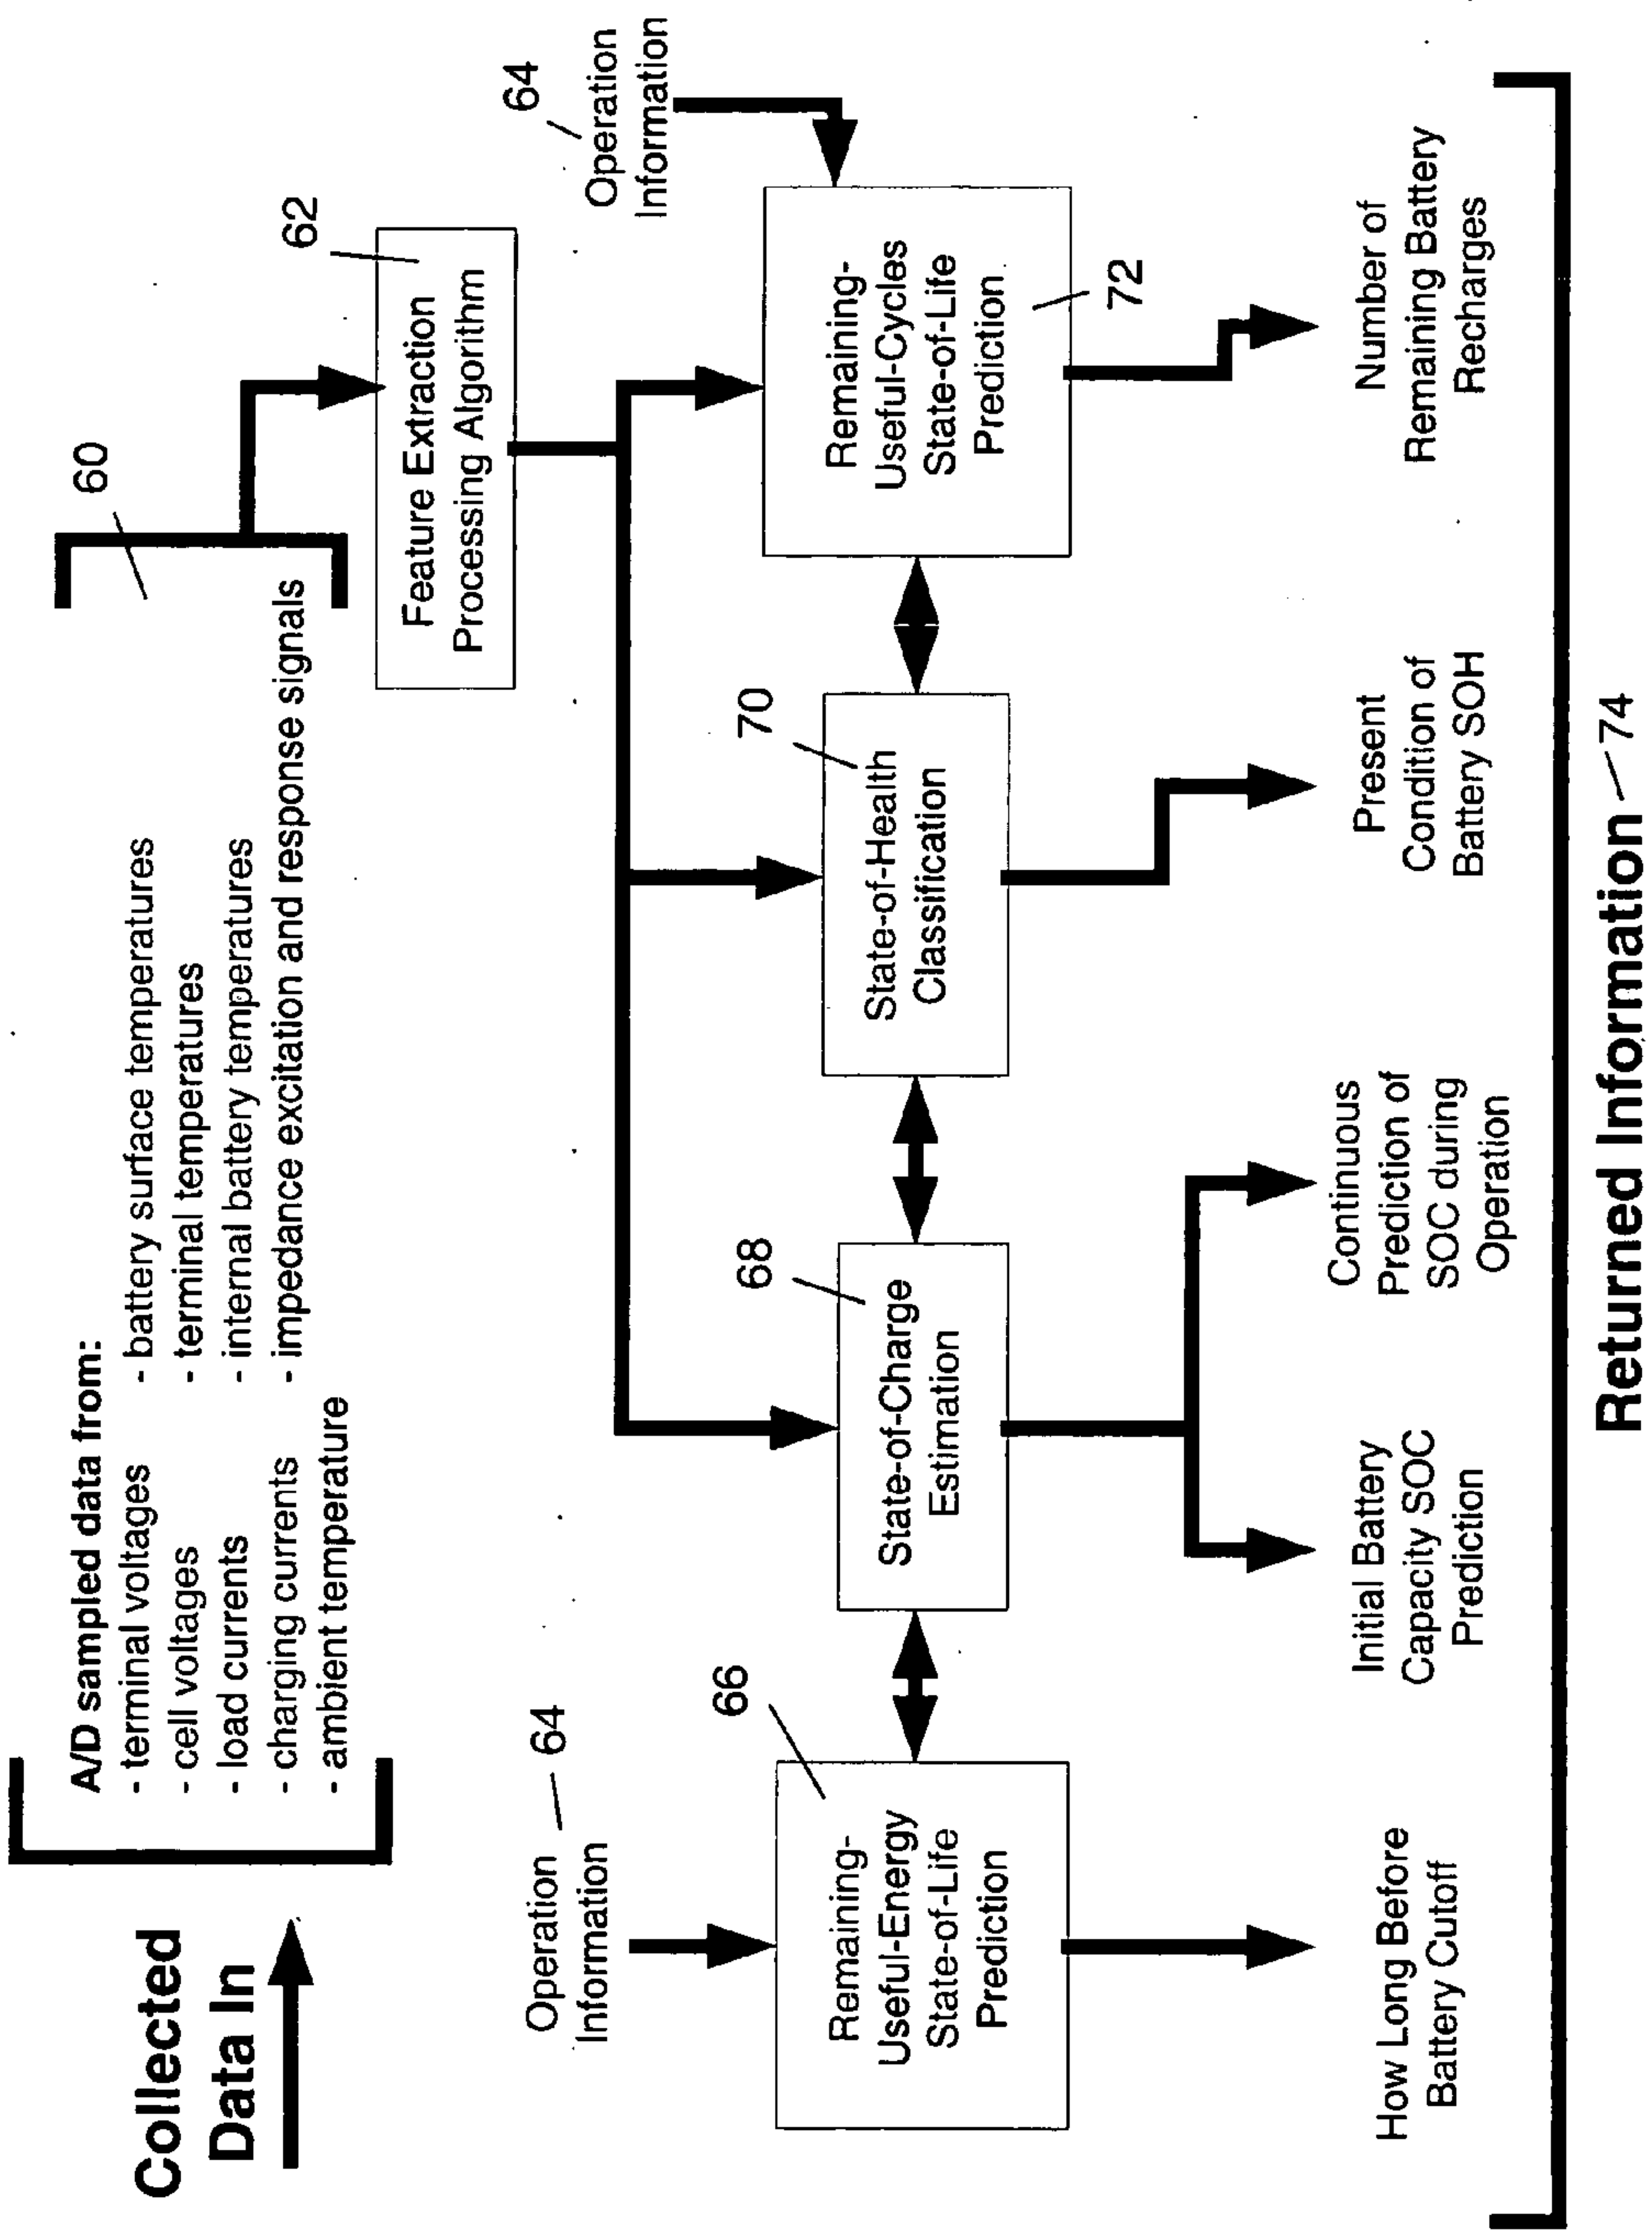 Collected
Data In
A/D sampled data from:
- terminal voltages
- cell voltages
- load currents
- charging currents
- ambient temperature
- battery surface temperatures
- terminal temperatures
- internal battery temperatures
- impedance excitation and response signals
60
62
Feature Extraction
Processing Algorithm
Operation
Information
64
64
Operation
Information
66
Remaining-
Useful-Energy
State-of-Life
Prediction
68
State-of-Charge
Estimation
70
State-of-Health
Classification
Remaining-
Useful-Cycles
State-of-Life
Prediction
72
How Long Before
Battery Cutoff
Initial Battery
Capacity SOC
Prediction
Continuous
Prediction of
SOC during
Operation
Present
Condition of
Battery SOH
Number of
Remaining Battery
Recharges
Returned Information 74